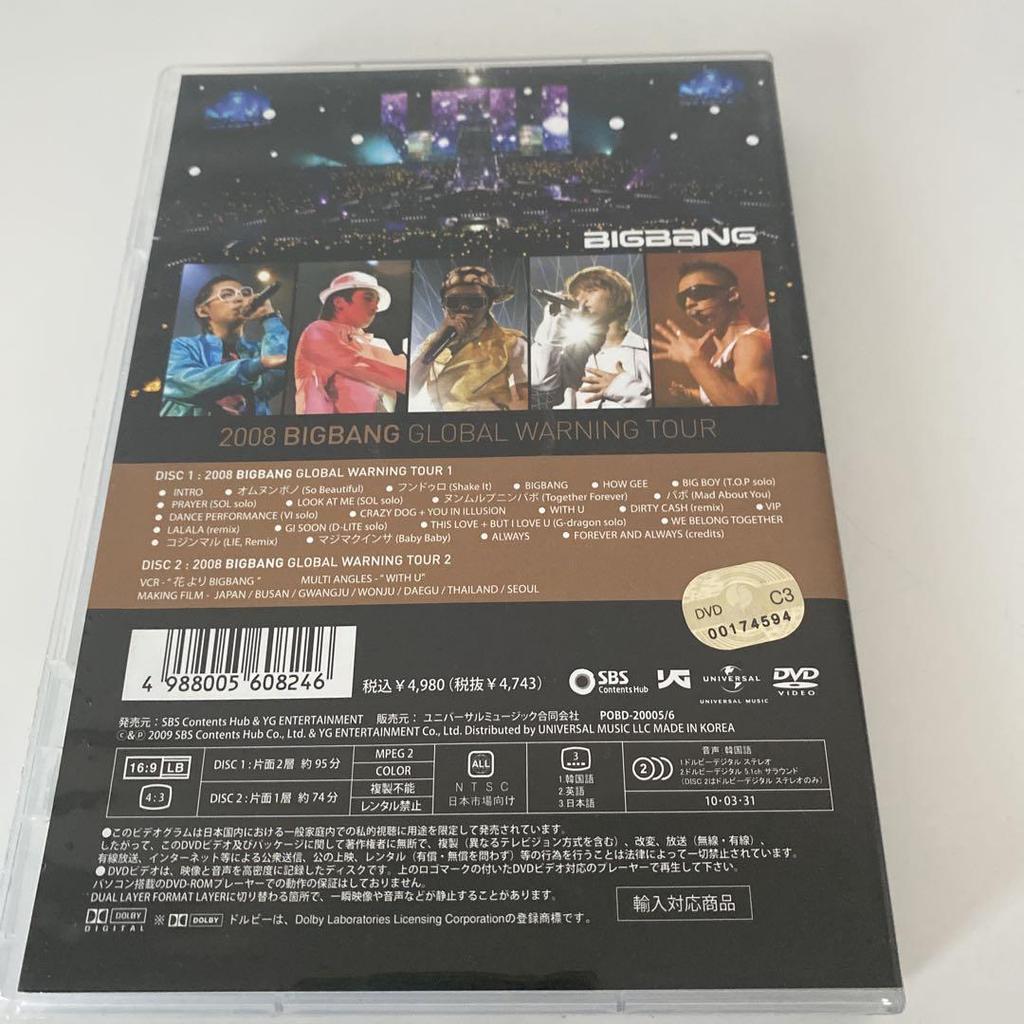 BIGBANG
2008 BIGBANG GLOBAL WARNING TOUR
DISC 1 : 2008 BIGBANG GLOBAL WARNING TOUR 1
● INTRO ● オムヌンボノ (So Beautiful) ● フンドゥロ (Shake It) ● BIGBANG ● HOW GEE ● BIG BOY (T.O.P solo)
● PRAYER (SOL solo) ● LOOK AT ME (SOL solo) ● ヌンムルプニンバボ (Together Forever) ● バボ (Mad About You)
● DANCE PERFORMANCE (VI solo) ● CRAZY DOG + YOU IN ILLUSION ● WITH U ● DIRTY CASH (remix) ● VIP
● LALALA (remix) ● GI SOON (D-LITE solo) ● THIS LOVE + BUT I LOVE U (G-dragon solo) ● WE BELONG TOGETHER
● コジンマル (LIE, Remix) ● マジマクインサ (Baby Baby) ● ALWAYS ● FOREVER AND ALWAYS (credits)
DISC 2 : 2008 BIGBANG GLOBAL WARNING TOUR 2
VCR - “ 花 より BIGBANG ” MULTI ANGLES - “ WITH U”
MAKING FILM - JAPAN / BUSAN / GWANGJU / WONJU / DAEGU / THAILAND / SEOUL
DVD C3
00174594
4 988005 608246
税込￥4,980 (税抜￥4,743)
SBS Contents Hub
YG
UNIVERSAL
UNIVERSAL MUSIC
DVD VIDEO
発売元： SBS Contents Hub & YG ENTERTAINMENT 販売元： ユニバーサルミュージック合同会社 POBD-20005/6
Ⓒ&Ⓟ 2009 SBS Contents Hub Co., Ltd. & YG ENTERTAINMENT Co., Ltd. Distributed by UNIVERSAL MUSIC LLC MADE IN KOREA
16:9 LB
4:3
DISC 1 : 片面2層 約95分
DISC 2 : 片面1層 約74分
MPEG 2
COLOR
複製不能
レンタル禁止
ALL
NTSC
日本市場向け
3
1.韓国語
2.英語
3.日本語
2
音声 : 韓国語
1.ドルビーデジタル ステレオ
2.ドルビーデジタル 5.1ch サラウンド
(DISC 2はドルビーデジタル ステレオのみ)
10·03·31
●このビデオグラムは日本国内における一般家庭内での私的視聴に用途を限定して発売されています。
したがって、このDVDビデオ及びパッケージに関して著作権者に無断で、複製（異なるテレビジョン方式を含む）、改変、放送（無線・有線）、
有線放送、インターネット等による公衆送信、公の上映、レンタル（有償・無償を問わず）等の行為を行うことは法律によって一切禁止されています。
●DVDビデオは、映像と音声を高密度に記録したディスクです。上のロゴマークの付いたDVDビデオ対応のプレーヤーで再生して下さい。
パソコン搭載のDVD-ROMプレーヤーでの動作の保証はしておりません。
DUAL LAYER FORMAT LAYERに切り替わる箇所で、一瞬映像や音声などが静止することがあります。
DOLBY DIGITAL ※ DOLBY ドルビーは、Dolby Laboratories Licensing Corporationの登録商標です。
輸入対応商品